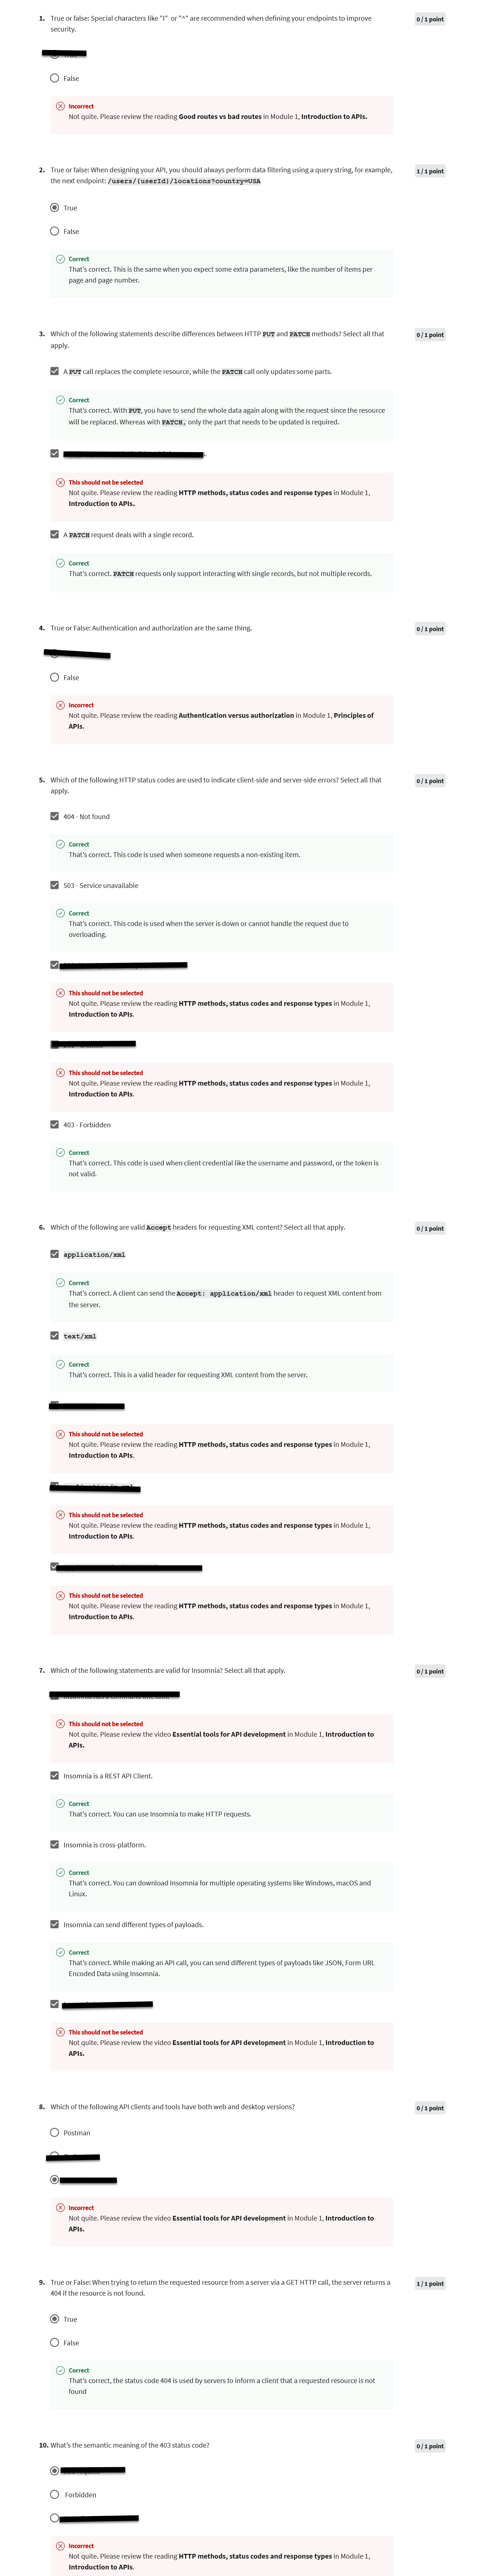 1. True or false: Special characters like "I" or "^" are recommended when defining your endpoints to improve
security.
0 / 1 point
False
Incorrect
Not quite. Please review the reading Good routes vs bad routes in Module 1, Introduction to APIs.
2. True or false: When designing your API, you should always perform data filtering using a query string, for example,
the next endpoint: /users/{userId}/locations?country=USA
1 / 1 point
True
False
Correct
That's correct. This is the same when you expect some extra parameters, like the number of items per
page and page number.
3. Which of the following statements describe differences between HTTP PUT and PATCH methods? Select all that
apply.
0 / 1 point
A PUT call replaces the complete resource, while the PATCH call only updates some parts.
Correct
That's correct. With PUT, you have to send the whole data again along with the request since the resource
will be replaced. Whereas with PATCH, only the part that needs to be updated is required.
This should not be selected
Not quite. Please review the reading HTTP methods, status codes and response types in Module 1,
Introduction to APIs.
A PATCH request deals with a single record.
Correct
That's correct. PATCH requests only support interacting with single records, but not multiple records.
4. True or False: Authentication and authorization are the same thing.
0 / 1 point
False
Incorrect
Not quite. Please review the reading Authentication versus authorization in Module 1, Principles of
APIs.
5. Which of the following HTTP status codes are used to indicate client-side and server-side errors? Select all that
apply.
0 / 1 point
404 - Not found
Correct
That's correct. This code is used when someone requests a non-existing item.
503 - Service unavailable
Correct
That's correct. This code is used when the server is down or cannot handle the request due to
overloading.
This should not be selected
Not quite. Please review the reading HTTP methods, status codes and response types in Module 1,
Introduction to APIs.
This should not be selected
Not quite. Please review the reading HTTP methods, status codes and response types in Module 1,
Introduction to APIs.
403 - Forbidden
Correct
That's correct. This code is used when client credential like the username and password, or the token is
not valid.
6. Which of the following are valid Accept headers for requesting XML content? Select all that apply.
0 / 1 point
application/xml
Correct
That's correct. A client can send the Accept: application/xml header to request XML content from
the server.
text/xml
Correct
That's correct. This is a valid header for requesting XML content from the server.
This should not be selected
Not quite. Please review the reading HTTP methods, status codes and response types in Module 1,
Introduction to APIs.
This should not be selected
Not quite. Please review the reading HTTP methods, status codes and response types in Module 1,
Introduction to APIs.
This should not be selected
Not quite. Please review the reading HTTP methods, status codes and response types in Module 1,
Introduction to APIs.
7. Which of the following statements are valid for Insomnia? Select all that apply.
0 / 1 point
This should not be selected
Not quite. Please review the video Essential tools for API development in Module 1, Introduction to
APIs.
Insomnia is a REST API Client.
Correct
That's correct. You can use Insomnia to make HTTP requests.
Insomnia is cross-platform.
Correct
That's correct. You can download Insomnia for multiple operating systems like Windows, macOS and
Linux.
Insomnia can send different types of payloads.
Correct
That's correct. While making an API call, you can send different types of payloads like JSON, Form URL
Encoded Data using Insomnia.
This should not be selected
Not quite. Please review the video Essential tools for API development in Module 1, Introduction to
APIs.
8. Which of the following API clients and tools have both web and desktop versions?
0 / 1 point
Postman
Incorrect
Not quite. Please review the video Essential tools for API development in Module 1, Introduction to
APIs.
9. True or False: When trying to return the requested resource from a server via a GET HTTP call, the server returns a
404 if the resource is not found.
1 / 1 point
True
False
Correct
That's correct, the status code 404 is used by servers to inform a client that a requested resource is not
found
10. What's the semantic meaning of the 403 status code?
0 / 1 point
Forbidden
Incorrect
Not quite. Please review the reading HTTP methods, status codes and response types in Module 1,
Introduction to APIs.